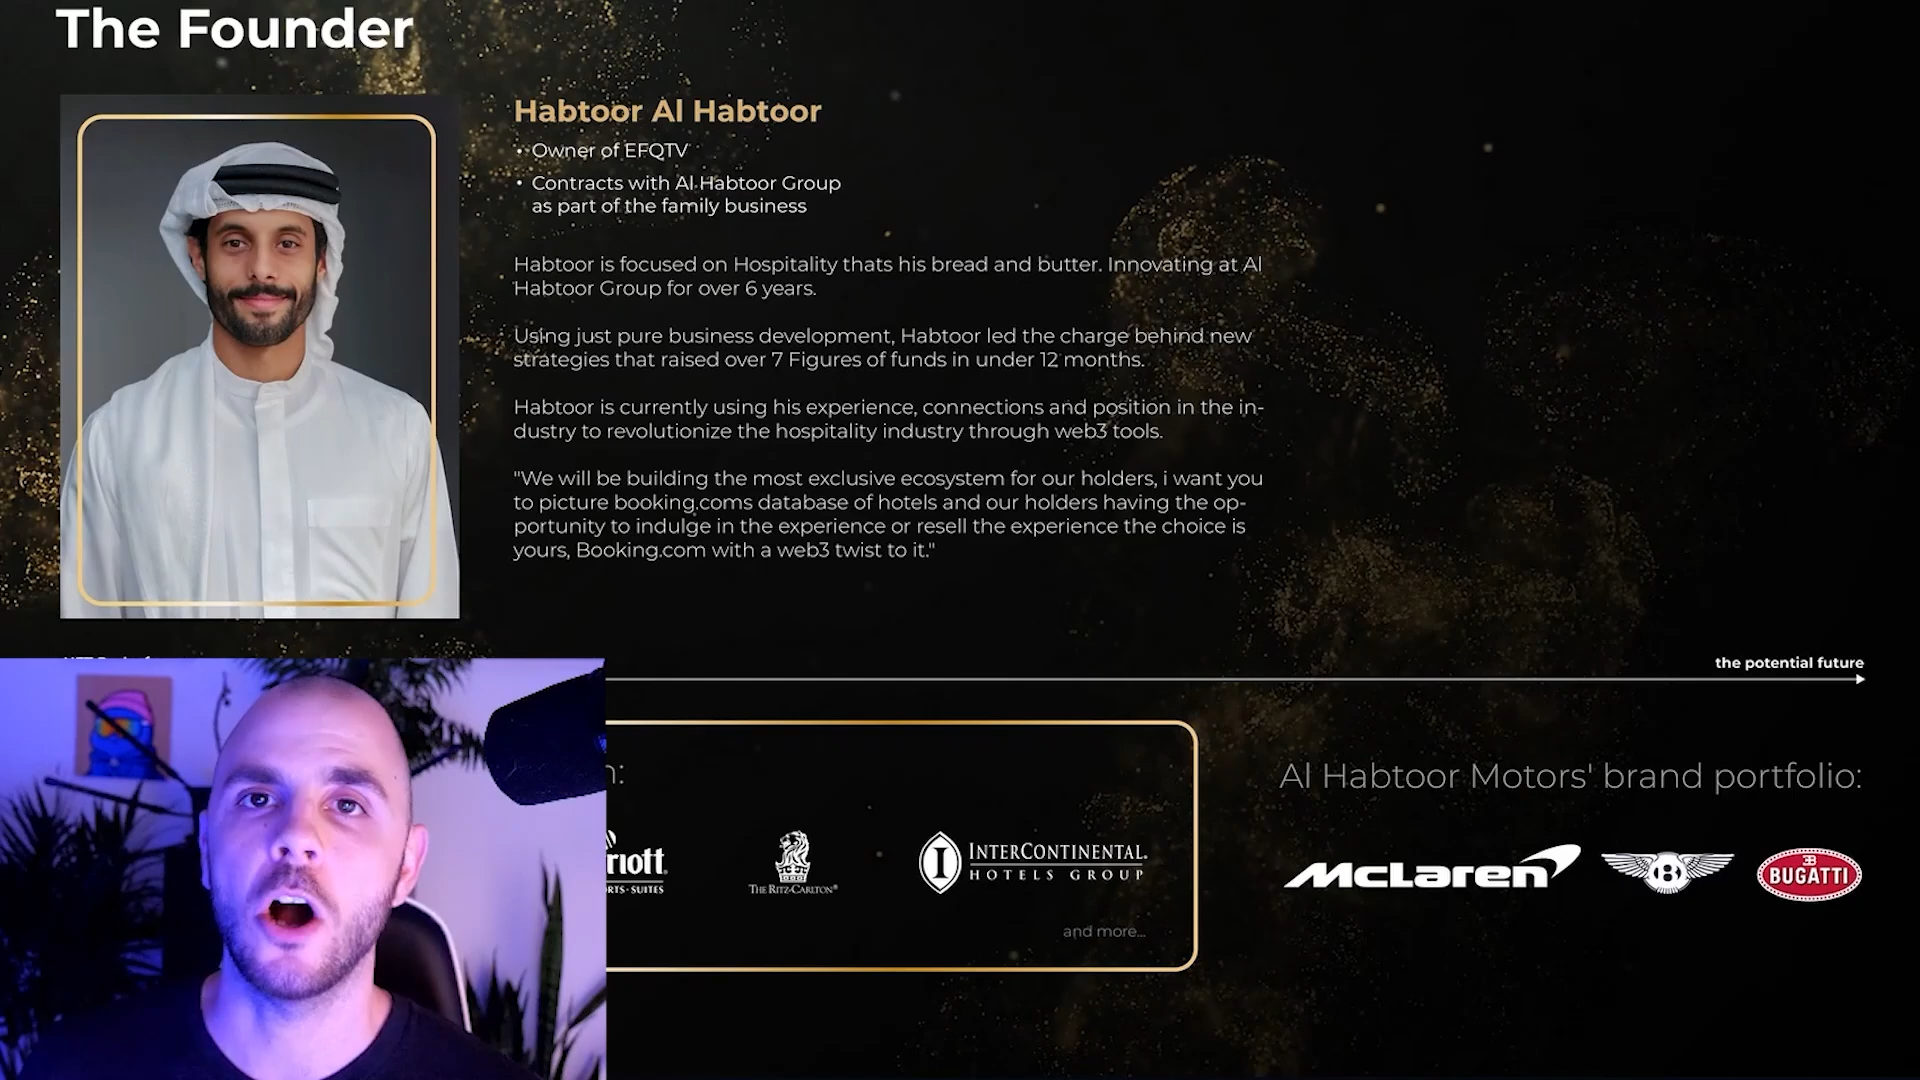 The Founder
Habtoor Al Habtoor
• Owner of EFQTV
• Contracts with Al Habtoor Group
as part of the family business
Habtoor is focused on Hospitality thats his bread and butter. Innovating at Al
Habtoor Group for over 6 years.
Using just pure business development, Habtoor led the charge behind new
strategies that raised over 7 Figures of funds in under 12 months.
Habtoor is currently using his experience, connections and position in the in-
dustry to revolutionize the hospitality industry through web3 tools.
"We will be building the most exclusive ecosystem for our holders, i want you
to picture booking.coms database of hotels and our holders having the op-
portunity to indulge in the experience or resell the experience the choice is
yours, Booking.com with a web3 twist to it."
the potential future
Al Habtoor Motors' brand portfolio:
riott
RTS·SUITES
THE RITZ-CARLTON®
INTERCONTINENTAL®
HOTELS GROUP
McLaren
B
BUGATTI
and more...